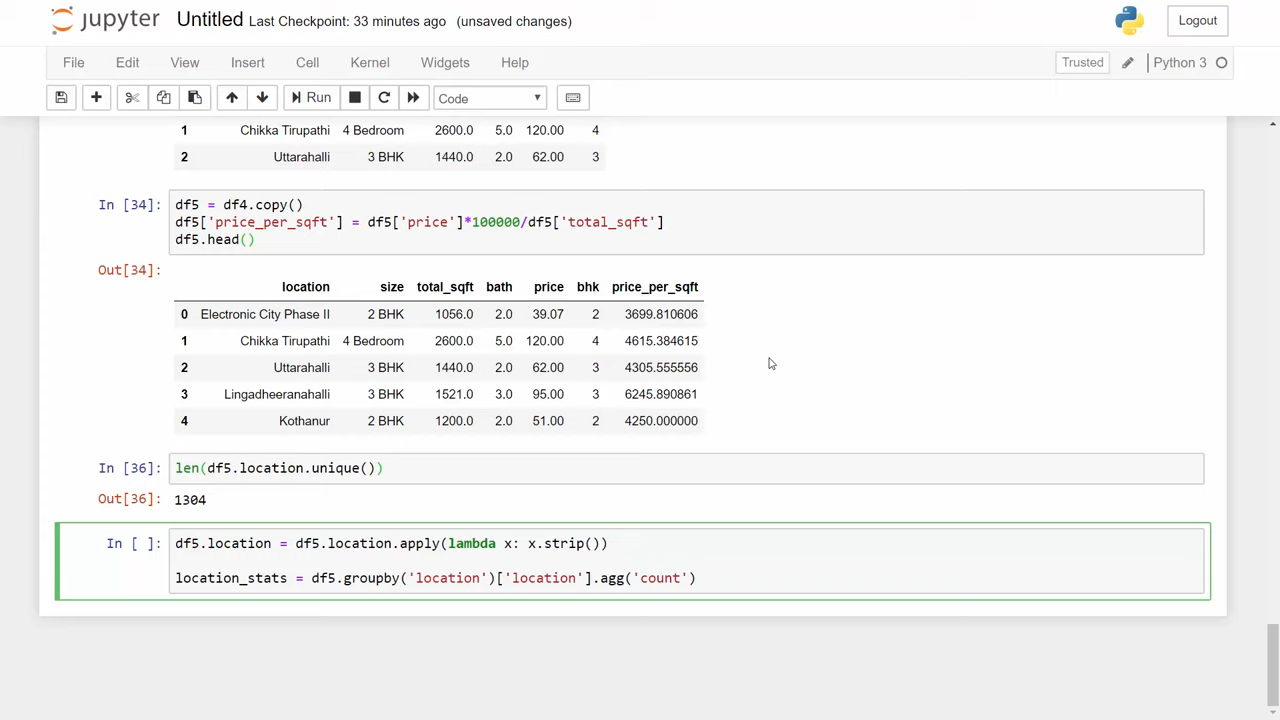 jupyter Untitled Last Checkpoint: 33 minutes ago (unsaved changes) Logout
File Edit View Insert Cell Kernel Widgets Help Trusted Python 3
Run Code
1 Chikka Tirupathi 4 Bedroom 2600.0 5.0 120.00 4
2 Uttarahalli 3 BHK 1440.0 2.0 62.00 3
In [34]: df5 = df4.copy()
df5['price_per_sqft'] = df5['price']*100000/df5['total_sqft']
df5.head()
Out[34]:
location size total_sqft bath price bhk price_per_sqft
0 Electronic City Phase II 2 BHK 1056.0 2.0 39.07 2 3699.810606
1 Chikka Tirupathi 4 Bedroom 2600.0 5.0 120.00 4 4615.384615
2 Uttarahalli 3 BHK 1440.0 2.0 62.00 3 4305.555556
3 Lingadheeranahalli 3 BHK 1521.0 3.0 95.00 3 6245.890861
4 Kothanur 2 BHK 1200.0 2.0 51.00 2 4250.000000
In [36]: len(df5.location.unique())
Out[36]: 1304
In [ ]: df5.location = df5.location.apply(lambda x: x.strip())
location_stats = df5.groupby('location')['location'].agg('count')